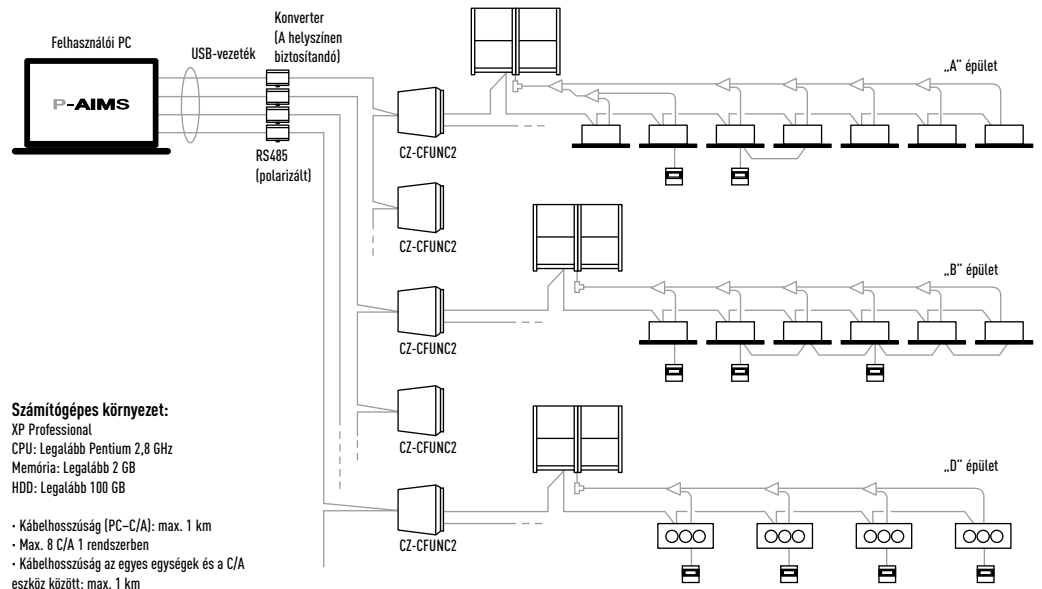 Felhasználói PC
P-AIMS
USB-vezeték
Konverter
(A helyszínen
biztosítandó)
RS485
(polarizált)
CZ-CFUNC2
CZ-CFUNC2
CZ-CFUNC2
CZ-CFUNC2
CZ-CFUNC2
„A” épület
„B” épület
„D” épület
Számítógépes környezet:
XP Professional
CPU: Legalább Pentium 2,8 GHz
Memória: Legalább 2 GB
HDD: Legalább 100 GB
· Kábelhosszúság (PC–C/A): max. 1 km
· Max. 8 C/A 1 rendszerben
· Kábelhosszúság az egyes egységek és a C/A
eszköz között: max. 1 km